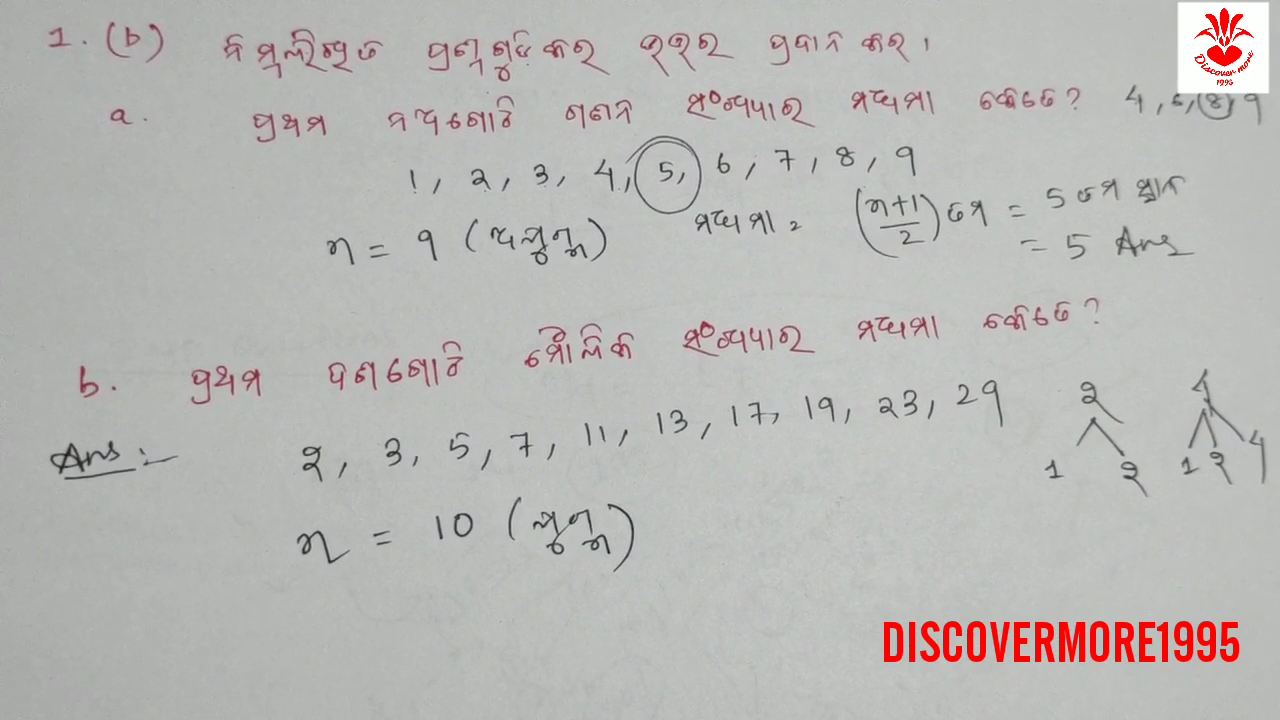 1. (b) ନିମ୍ନଲିଖିତ ପ୍ରଶ୍ନଗୁଡ଼ିକର ଉତ୍ତର ପ୍ରଦାନ କର ।
a. ପ୍ରଥମ ନଅଗୋଟି ଗଣନ ସଂଖ୍ୟାର ମଧ୍ୟମା କେତେ? 4, 6, (8), 9
1, 2, 3, 4, 5, 6, 7, 8, 9
n = 9 (ଅଯୁଗ୍ମ) ମଧ୍ୟମା = (n+1/2) ତମ = 5 ତମ ସ୍ଥାନ
= 5 Ans
b. ପ୍ରଥମ ଦଶଗୋଟି ମୌଳିକ ସଂଖ୍ୟାର ମଧ୍ୟମା କେତେ?
Ans:- 2, 3, 5, 7, 11, 13, 17, 19, 23, 29
2 4
1 2 1 2 4
n = 10 (ଯୁଗ୍ମ)
DISCOVERMORE1995
Discover more
1995